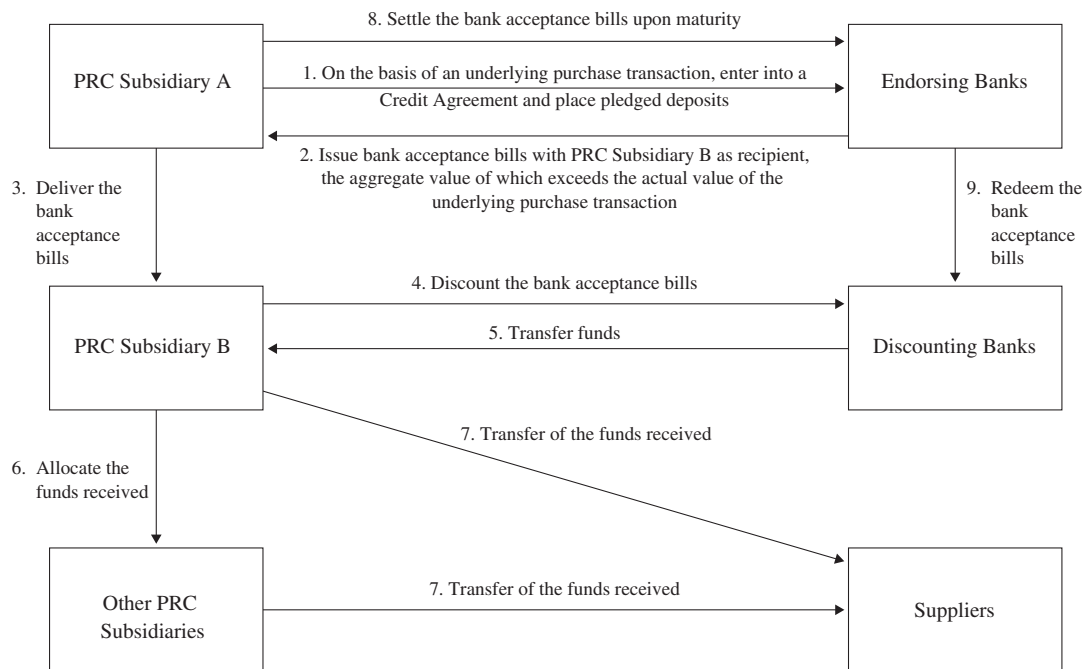 8. Settle the bank acceptance bills upon maturity
PRC Subsidiary A
1. On the basis of an underlying purchase transaction, enter into a
Credit Agreement and place pledged deposits
Endorsing Banks
2. Issue bank acceptance bills with PRC Subsidiary B as recipient,
the aggregate value of which exceeds the actual value of the
underlying purchase transaction
3. Deliver the
bank
acceptance
bills
9. Redeem the
bank
acceptance
bills
4. Discount the bank acceptance bills
PRC Subsidiary B
5. Transfer funds
Discounting Banks
7. Transfer of the funds received
6. Allocate the
funds received
Other PRC
Subsidiaries
7. Transfer of the funds received
Suppliers